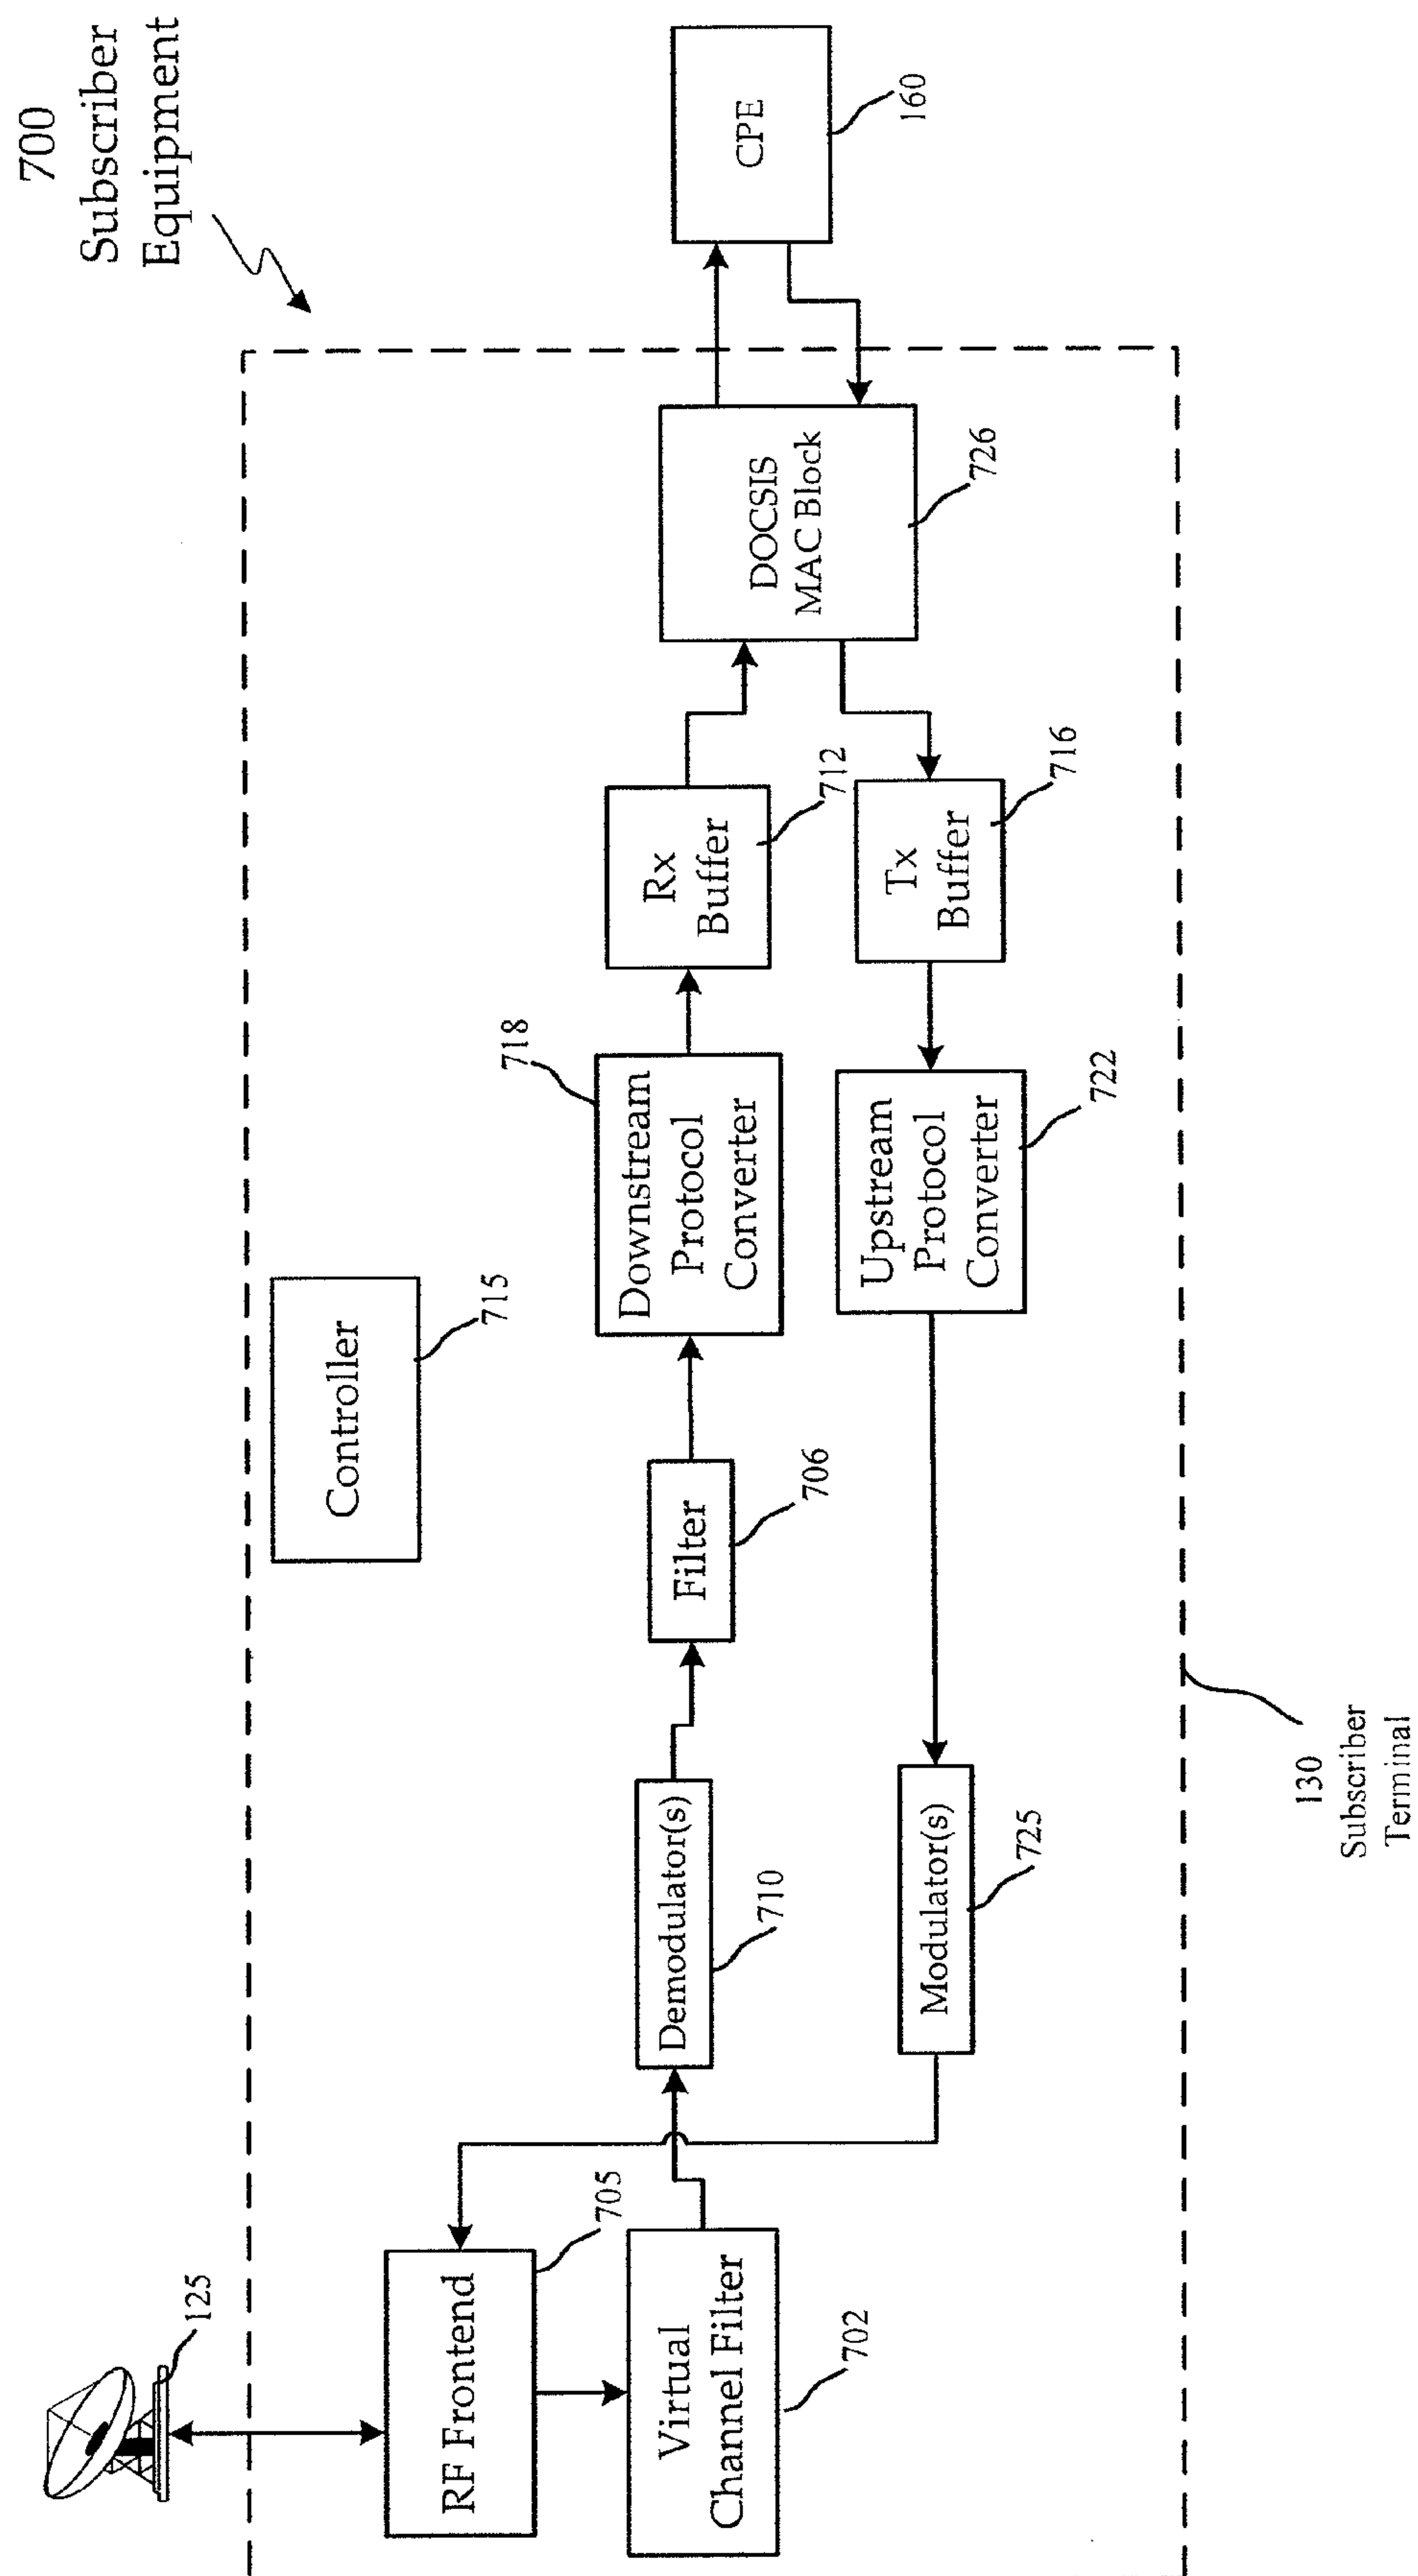 700
Subscriber
Equipment
125
RF Frontend
705
Virtual
Channel Filter
702
Demodulator(s)
710
Modulator(s)
725
Filter
706
Controller
715
Downstream
Protocol
Converter
718
Upstream
Protocol
Converter
722
Rx
Buffer
712
Tx
Buffer
716
DOCSIS
MAC Block
726
CPE
160
130
Subscriber
Terminal